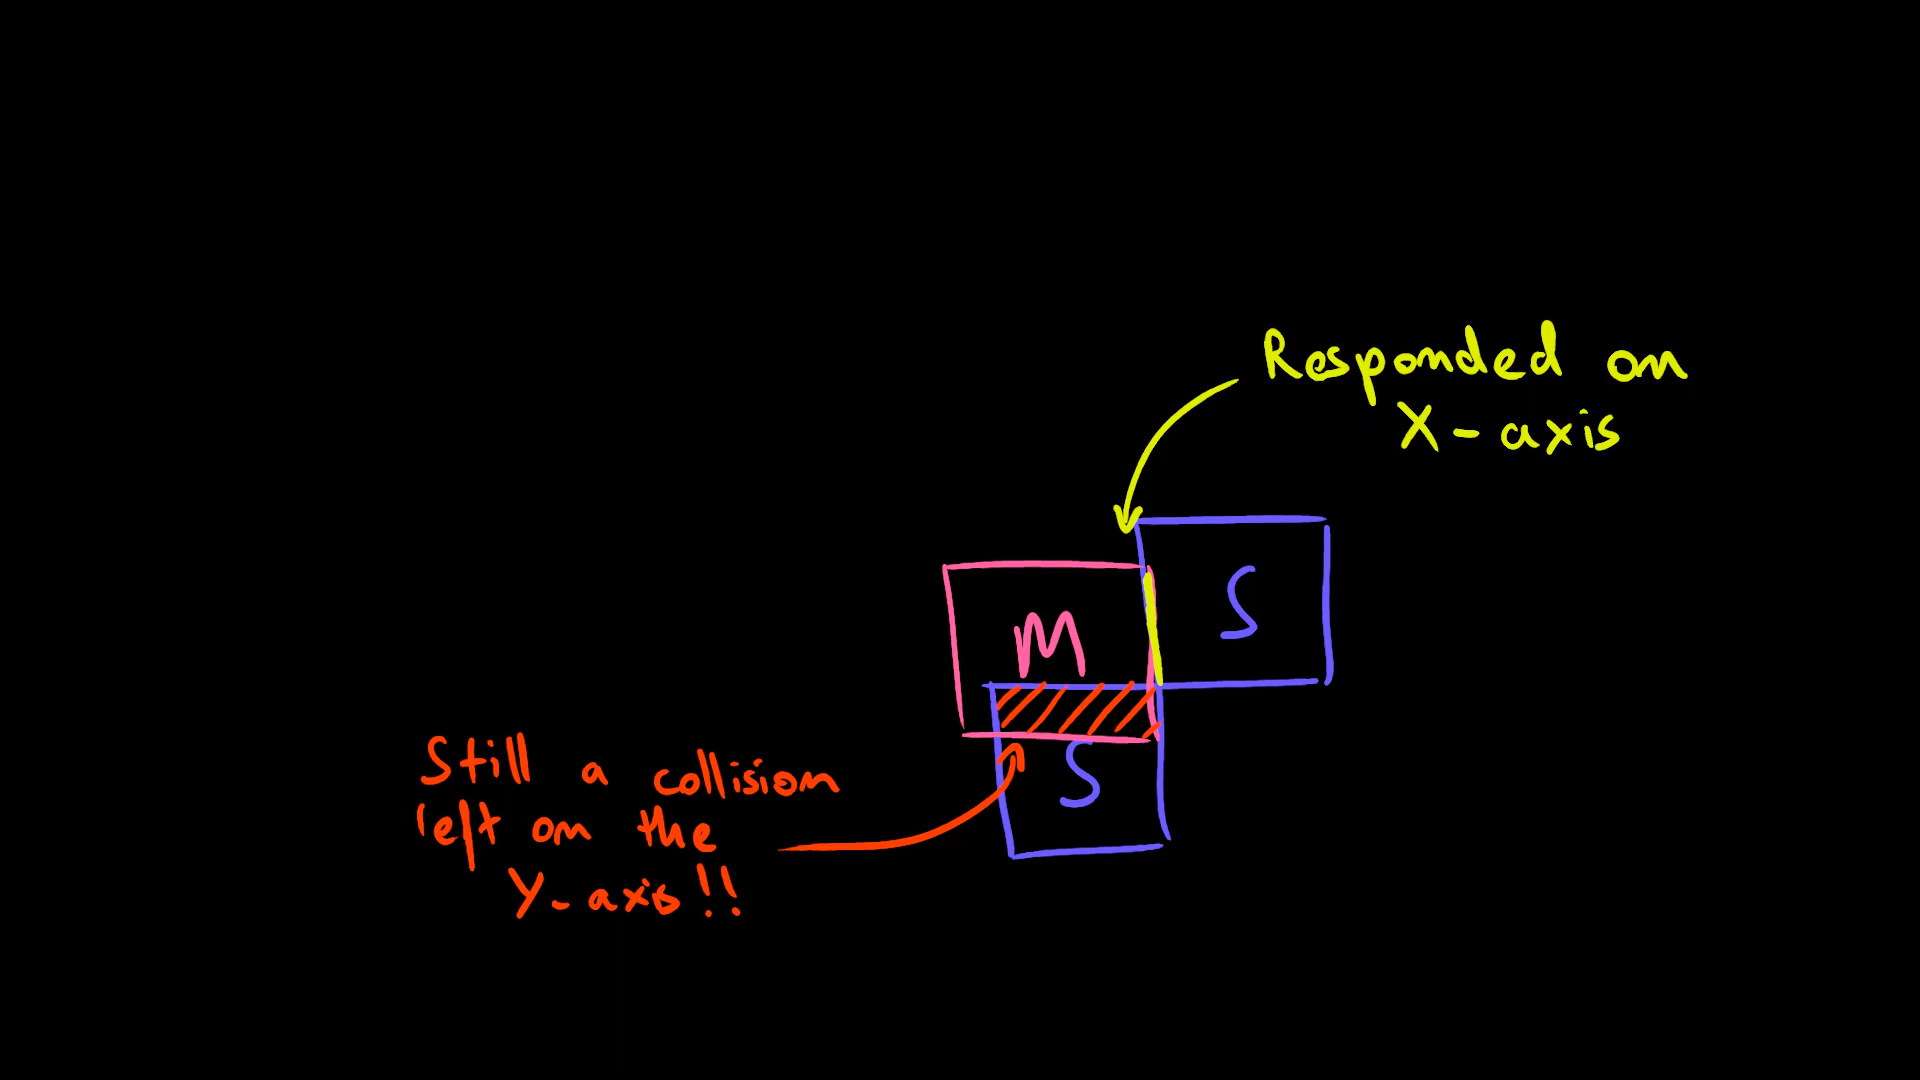 Responded on
X-axis
S
M
Still a collision
left on the
Y-axis!!
S